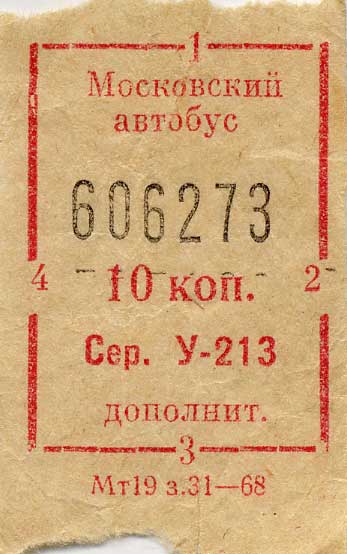 1
Московский
автобус
606273
4 10 коп. 2
Сер. У-213
дополнит.
3
Мт19 з.31—68